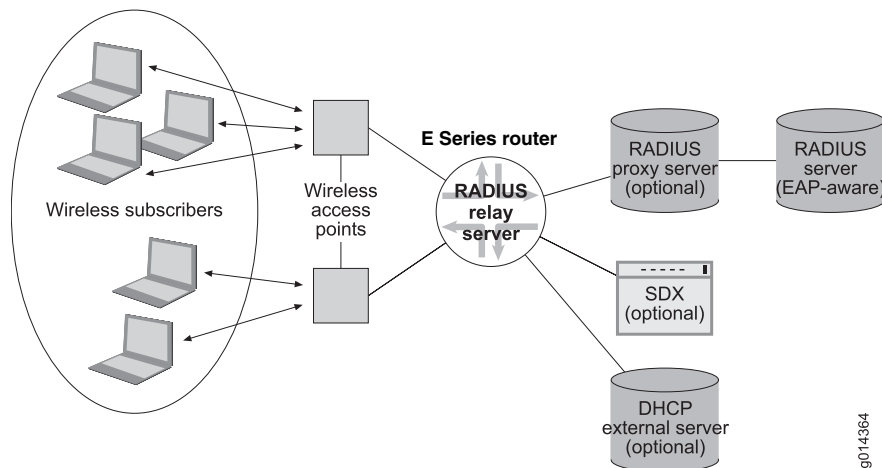 Wireless subscribers
Wireless
access
points
E Series router
RADIUS
relay
server
RADIUS
proxy server
(optional)
RADIUS
server
(EAP-aware)
SDX
(optional)
DHCP
external server
(optional)
g014364